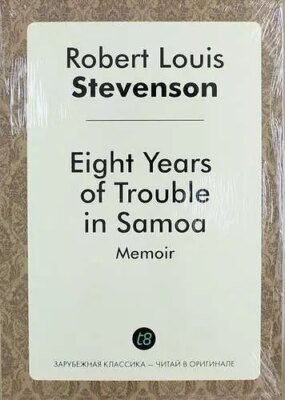 Robert Louis
Stevenson
Eight Years
of Trouble
in Samoa
Memoir
t8
ЗАРУБЕЖНАЯ КЛАССИКА – ЧИТАЙ В ОРИГИНАЛЕ